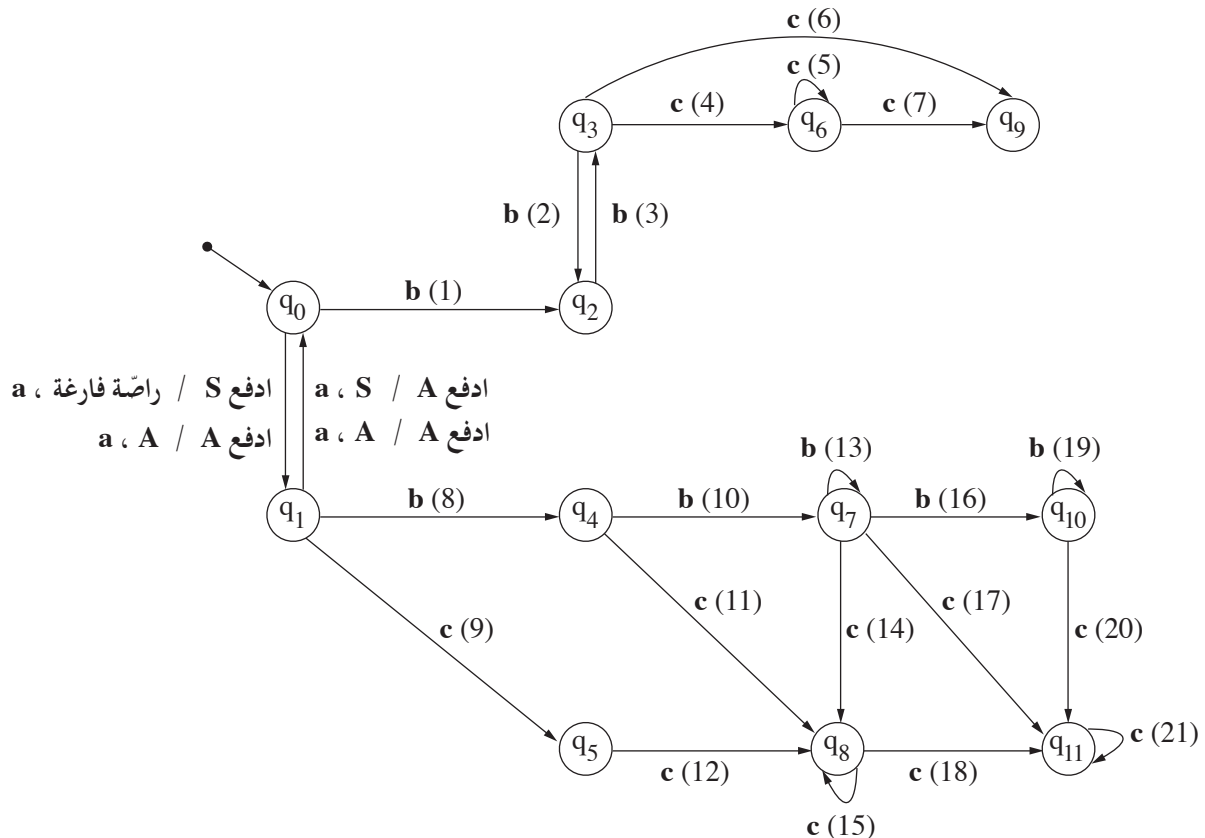 c (6)
c (5)
q3
c (4)
q6
c (7)
q9
b (2)
b (3)
q0
b (1)
q2
a ، راصّة فارغة / S ادفع
a ، S / A ادفع
a ، A / A ادفع
a ، A / A ادفع
b (13)
b (19)
q1
b (8)
q4
b (10)
q7
b (16)
q10
c (9)
c (11)
c (14)
c (17)
c (20)
q5
c (12)
q8
c (18)
q11
c (21)
c (15)